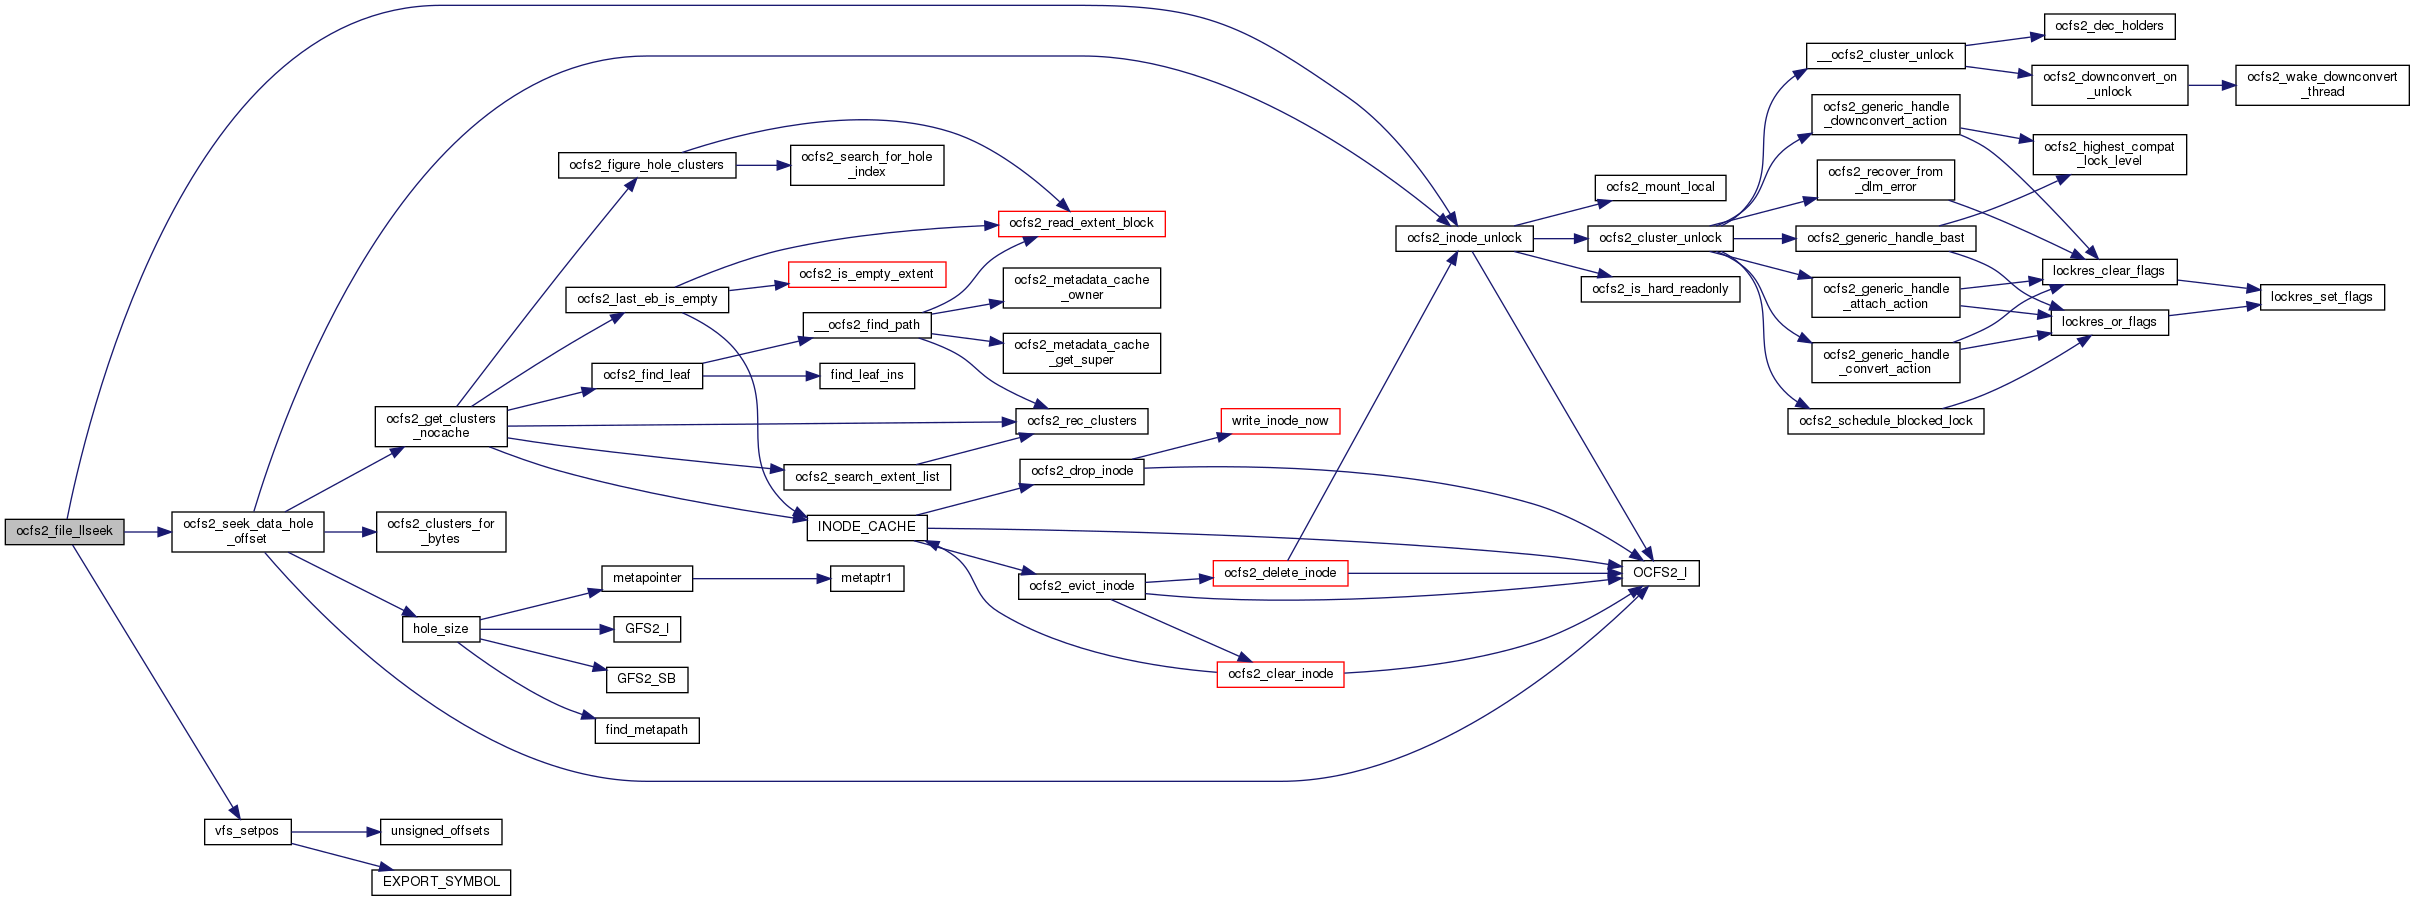 ocfs2_file_llseek
ocfs2_seek_data_hole
_offset
vfs_setpos
ocfs2_get_clusters
_nocache
ocfs2_clusters_for
_bytes
hole_size
unsigned_offsets
EXPORT_SYMBOL
ocfs2_figure_hole_clusters
ocfs2_last_eb_is_empty
ocfs2_find_leaf
metapointer
GFS2_I
GFS2_SB
find_metapath
ocfs2_search_for_hole
_index
ocfs2_is_empty_extent
__ocfs2_find_path
find_leaf_ins
ocfs2_search_extent_list
INODE_CACHE
metaptr1
ocfs2_read_extent_block
ocfs2_metadata_cache
_owner
ocfs2_metadata_cache
_get_super
ocfs2_rec_clusters
ocfs2_drop_inode
ocfs2_evict_inode
write_inode_now
ocfs2_delete_inode
ocfs2_clear_inode
ocfs2_inode_unlock
ocfs2_mount_local
ocfs2_cluster_unlock
ocfs2_is_hard_readonly
OCFS2_I
__ocfs2_cluster_unlock
ocfs2_generic_handle
_downconvert_action
ocfs2_recover_from
_dlm_error
ocfs2_generic_handle_bast
ocfs2_generic_handle
_attach_action
ocfs2_generic_handle
_convert_action
ocfs2_schedule_blocked_lock
ocfs2_dec_holders
ocfs2_downconvert_on
_unlock
ocfs2_highest_compat
_lock_level
lockres_clear_flags
lockres_or_flags
ocfs2_wake_downconvert
_thread
lockres_set_flags